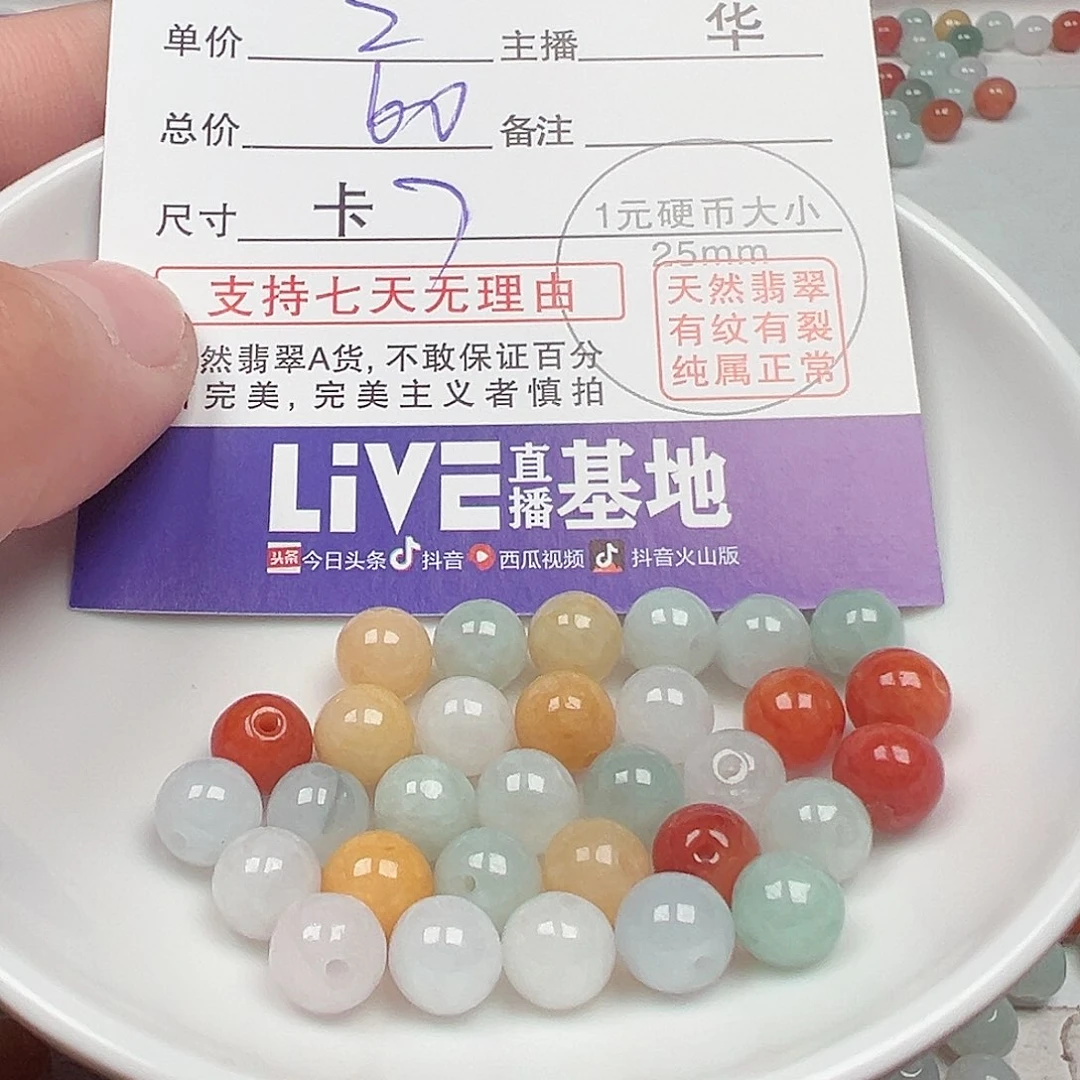 单价 2 主播 华
总价 60 备注
尺寸 卡 7
1元硬币大小
25mm
支持七天无理由
天然翡翠
有纹有裂
纯属正常
然翡翠A货,不敢保证百分
完美,完美主义者慎拍
LiVE直播基地
头条 今日头条 抖音 西瓜视频 抖音火山版